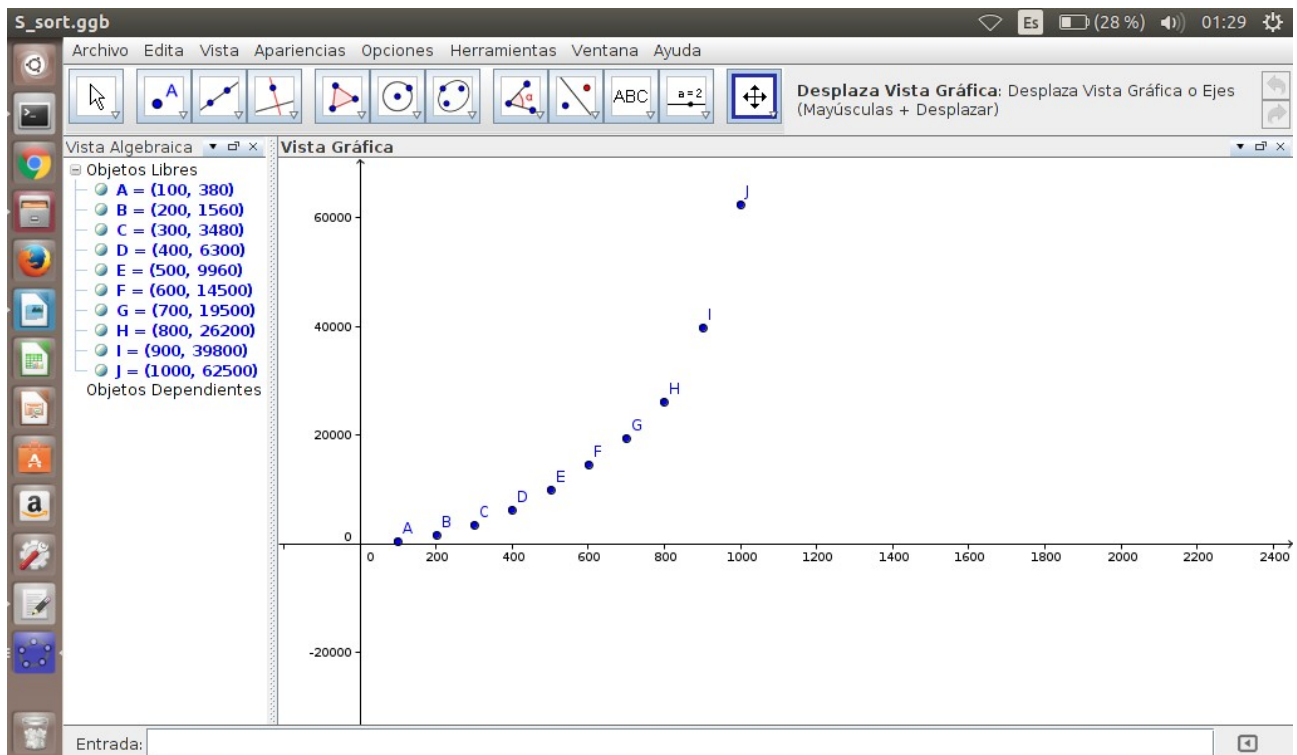 S_sort.ggb
Es
(28 %)
01:29
Archivo Edita Vista Apariencias Opciones Herramientas Ventana Ayuda
A
α
ABC
a=2
Desplaza Vista Gráfica: Desplaza Vista Gráfica o Ejes
(Mayúsculas + Desplazar)
Vista Algebraica
Objetos Libres
A = (100, 380)
B = (200, 1560)
C = (300, 3480)
D = (400, 6300)
E = (500, 9960)
F = (600, 14500)
G = (700, 19500)
H = (800, 26200)
I = (900, 39800)
J = (1000, 62500)
Objetos Dependientes
Vista Gráfica
J
60000
I
40000
H
G
20000
F
E
D
C
B
A
0
0 200 400 600 800 1000 1200 1400 1600 1800 2000 2200 2400
-20000
Entrada: